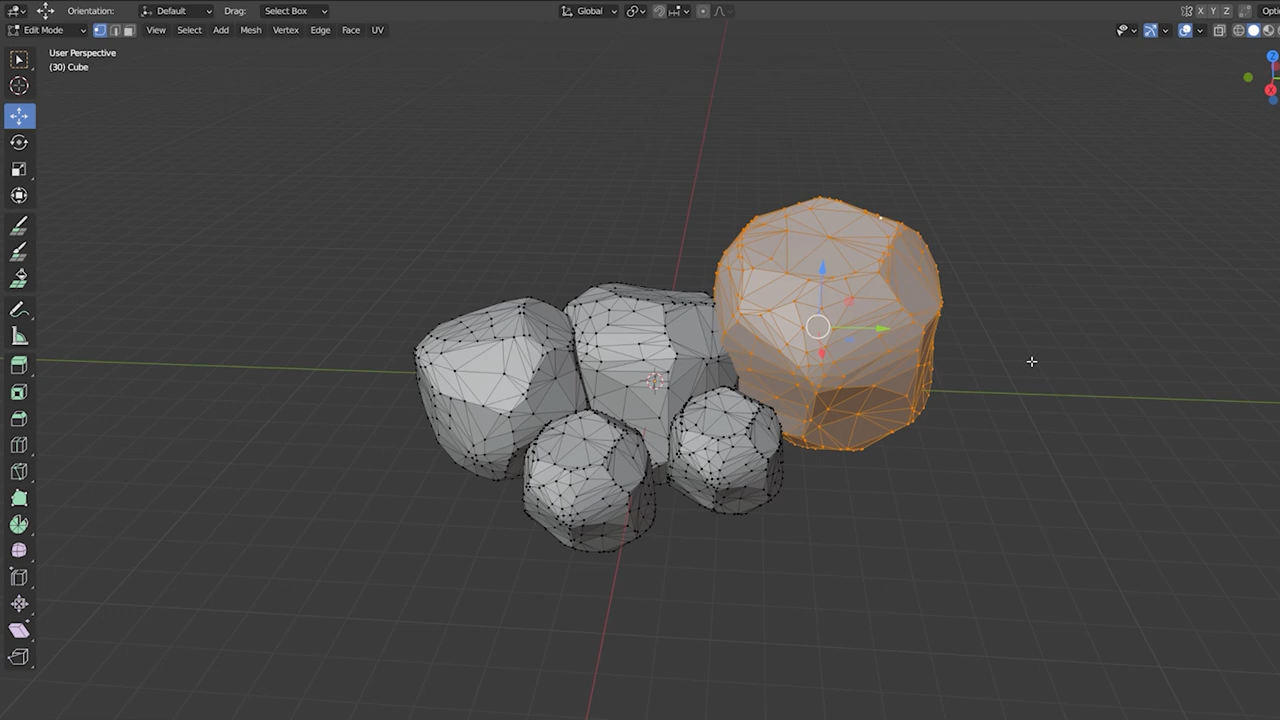 Orientation: Default Drag: Select Box Global X Y Z Opti
Edit Mode View Select Add Mesh Vertex Edge Face UV
User Perspective
(30) Cube
Z
X